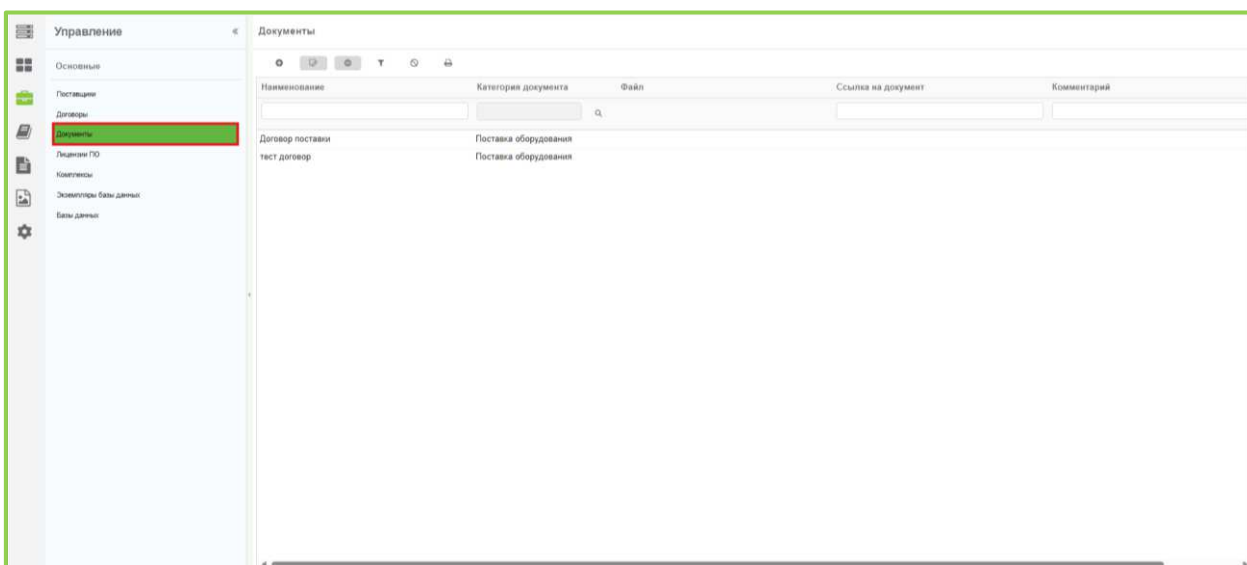 Управление «
Документы
Основные
Поставщики
Договоры
Документы
Лицензии ПО
Комплексы
Экземпляры базы данных
Базы данных
Наименование Категория документа Файл Ссылка на документ Комментарий
Договор поставки Поставка оборудования
тест договор Поставка оборудования